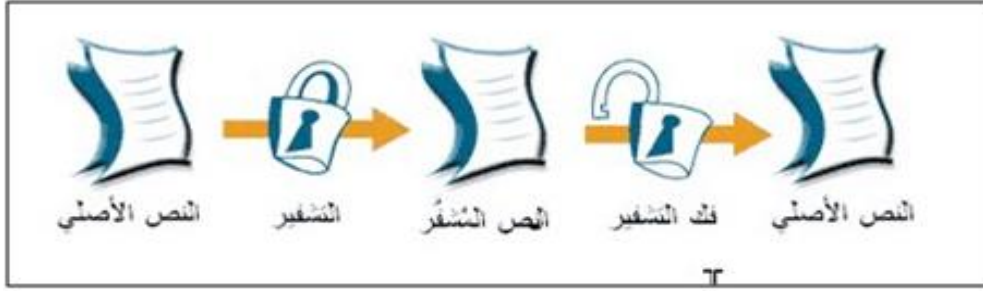 النص الأصلي
التشفير
النص المُشفَّر
فك التشفير
النص الأصلي